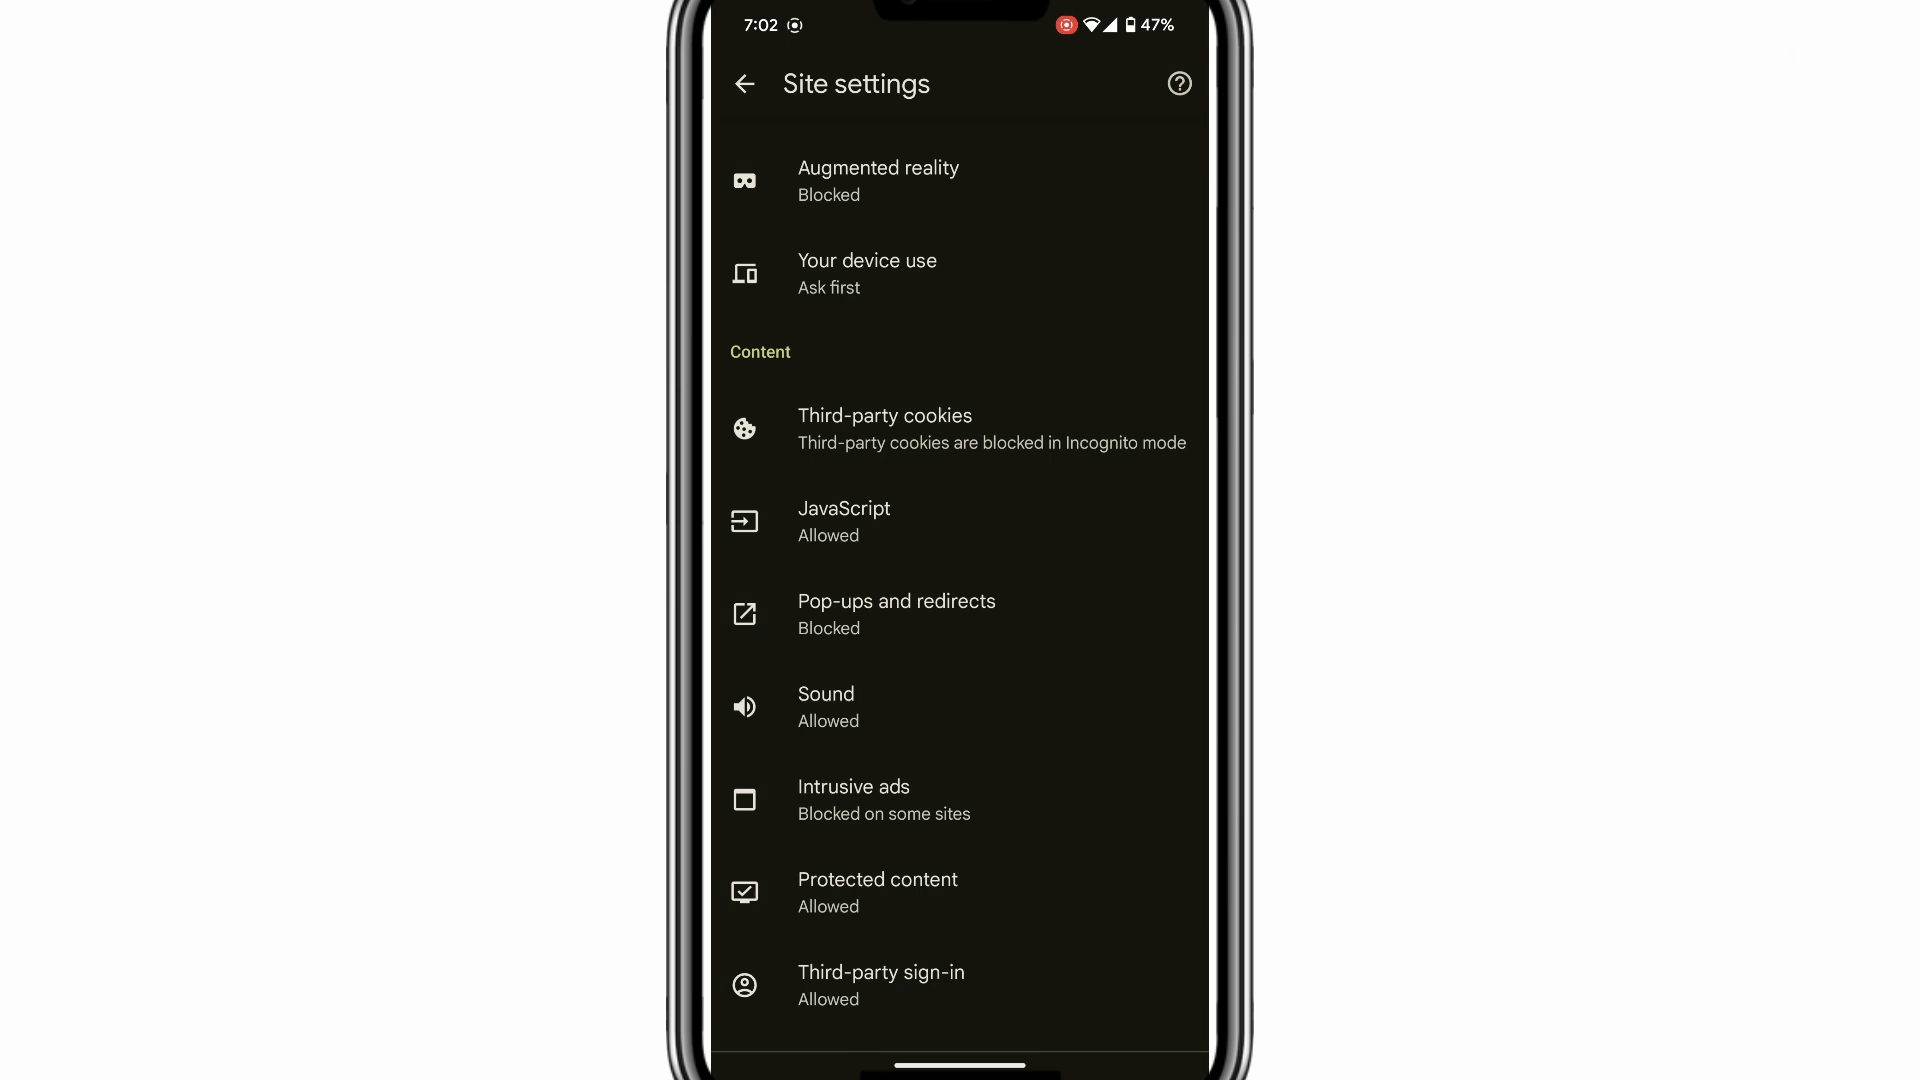 7:02
47%
Site settings
Augmented reality
Blocked
Your device use
Ask first
Content
Third-party cookies
Third-party cookies are blocked in Incognito mode
JavaScript
Allowed
Pop-ups and redirects
Blocked
Sound
Allowed
Intrusive ads
Blocked on some sites
Protected content
Allowed
Third-party sign-in
Allowed